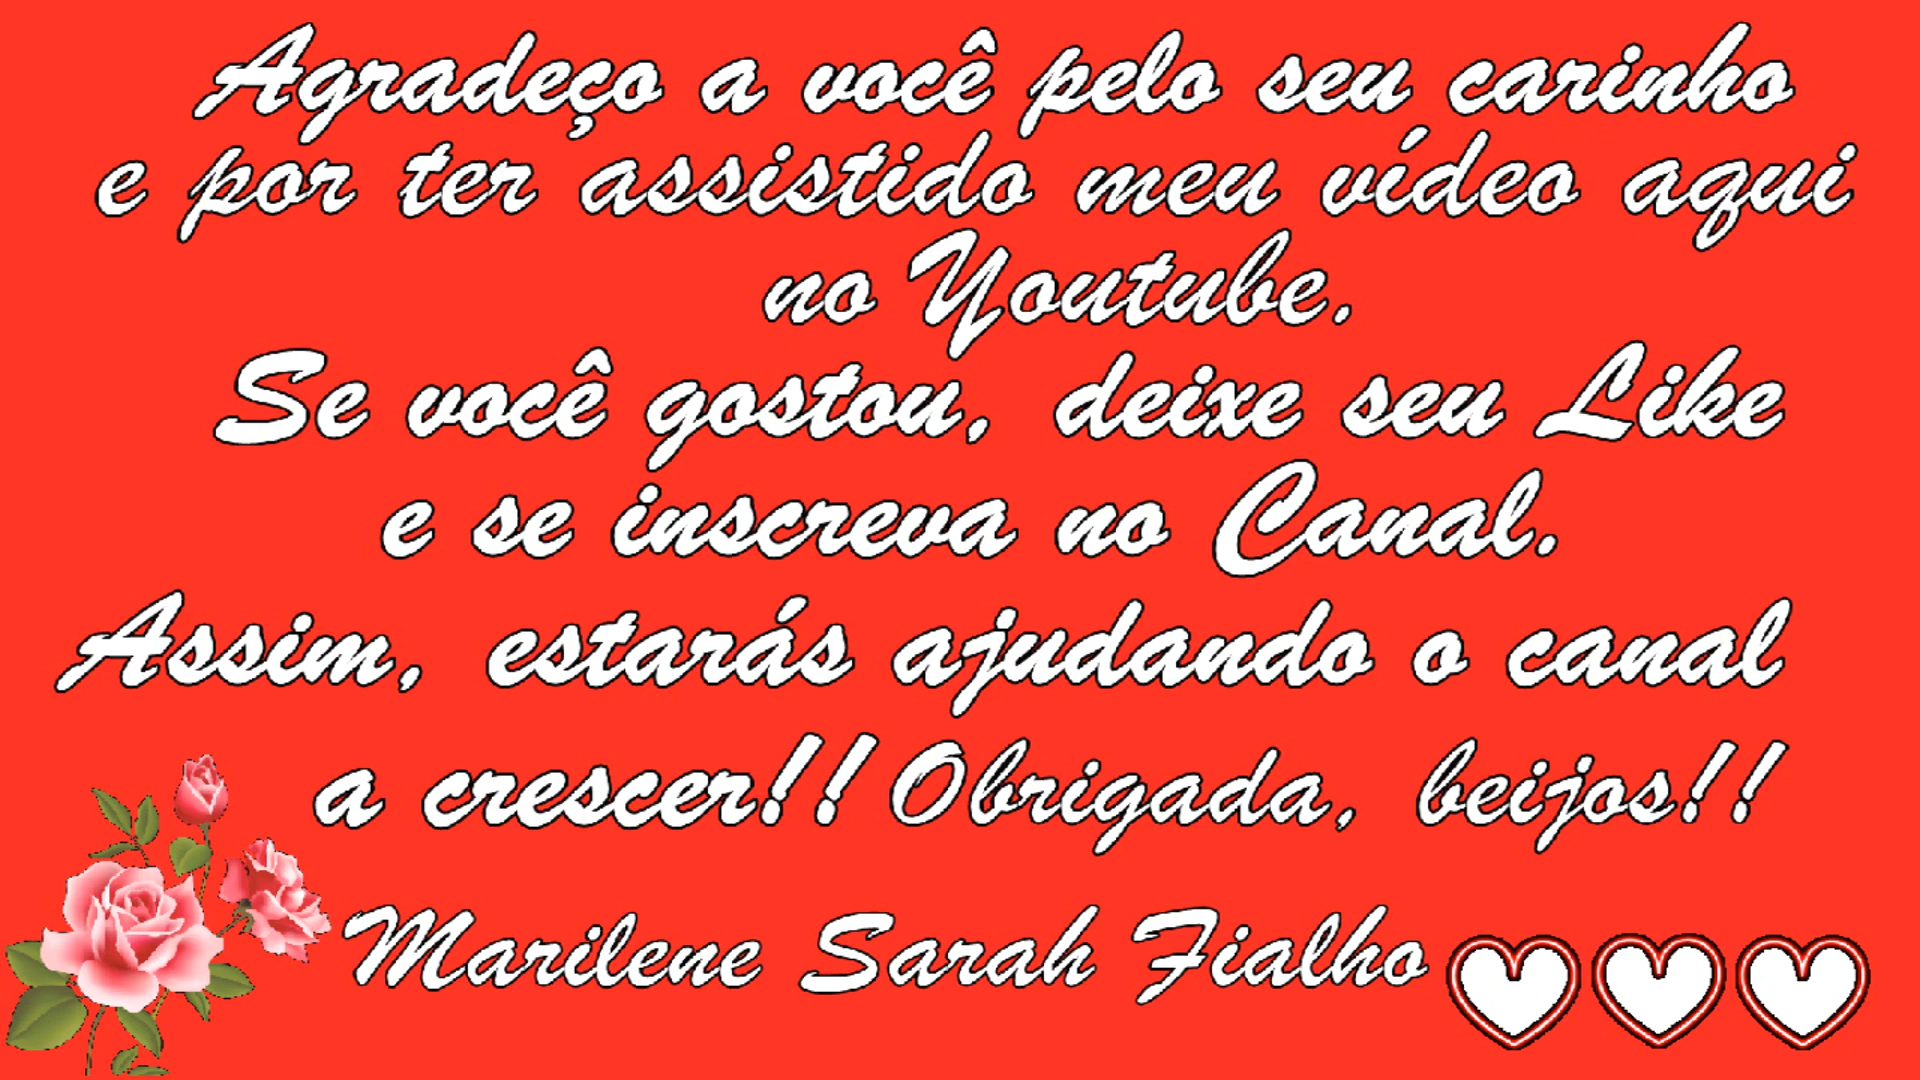 Agradeço a você pelo seu carinho
e por ter assistido meu vídeo aqui
no Youtube.
Se você gostou, deixe seu Like
e se inscreva no Canal.
Assim, estarás ajudando o canal
a crescer!! Obrigada, beijos!!
Marilene Sarah Fialho